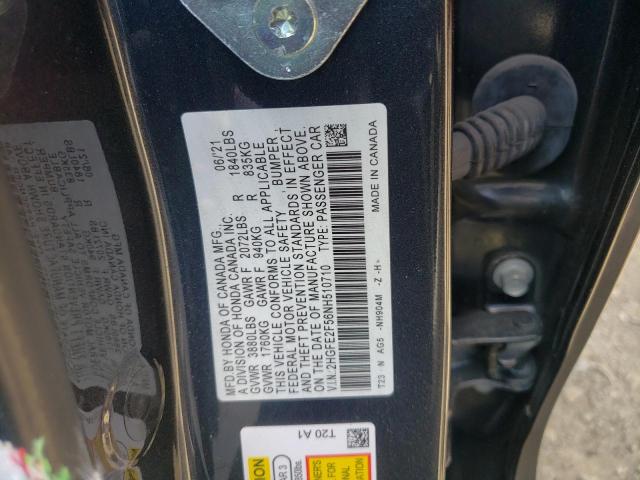 MFD.BY HONDA OF CANADA MFG. 06/21
A DIVISION OF HONDA CANADA INC.
GVWR 3880LBS GAWR F 2072LBS R 1840LBS
GVWR 1760KG GAWR F 940KG R 835KG
THIS VEHICLE CONFORMS TO ALL APPLICABLE
FEDERAL MOTOR VEHICLE SAFETY, BUMPER,
AND THEFT PREVENTION STANDARDS IN EFFECT
ON THE DATE OF MANUFACTURE SHOWN ABOVE.
V.I.N.:2HGFE2F56NH510710 TYPE:PASSENGER CAR
T23 N AG5 -NH904M -Z -H- MADE IN CANADA
T20 A1